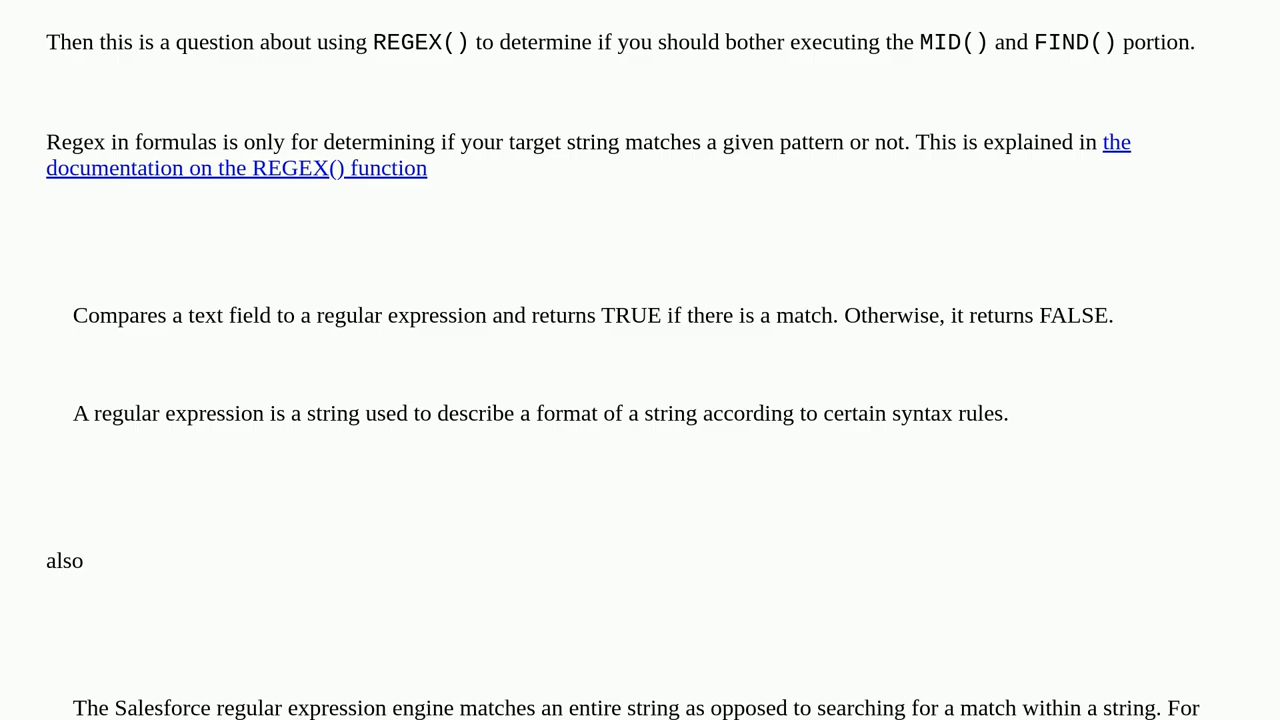 Then this is a question about using REGEX() to determine if you should bother executing the MID() and FIND() portion.
Regex in formulas is only for determining if your target string matches a given pattern or not. This is explained in the
documentation on the REGEX() function
Compares a text field to a regular expression and returns TRUE if there is a match. Otherwise, it returns FALSE.
A regular expression is a string used to describe a format of a string according to certain syntax rules.
also
The Salesforce regular expression engine matches an entire string as opposed to searching for a match within a string. For